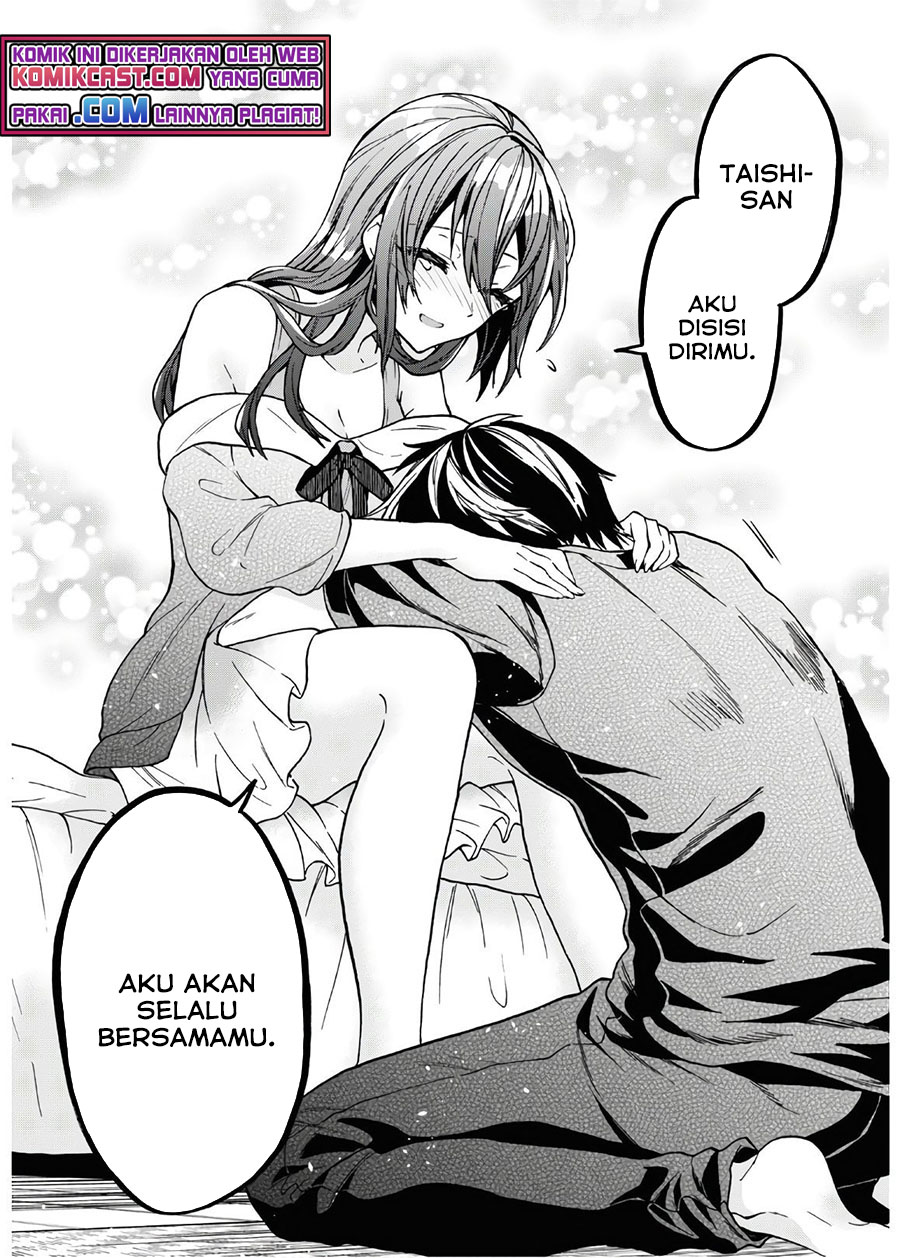 KOMIK INI DIKERJAKAN OLEH WEB
KOMIKCAST.COM YANG CUMA
PAKAI .COM LAINNYA PLAGIAT!
TAISHI-
SAN
AKU
DISISI
DIRIMU.
AKU AKAN
SELALU
BERSAMAMU.